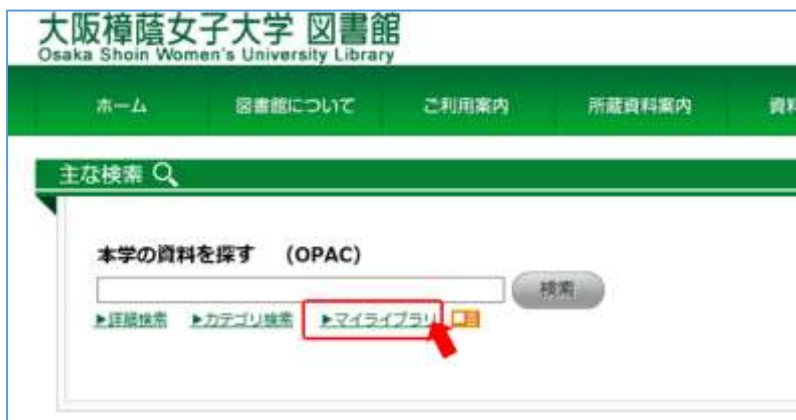 大阪樟蔭女子大学 図書館
Osaka Shoin Women's University Library
ホーム 図書館について ご利用案内 所蔵資料案内 資料
主な検索
本学の資料を探す (OPAC)
検索
▶詳細検索 ▶カテゴリ検索 ▶マイライブラリ